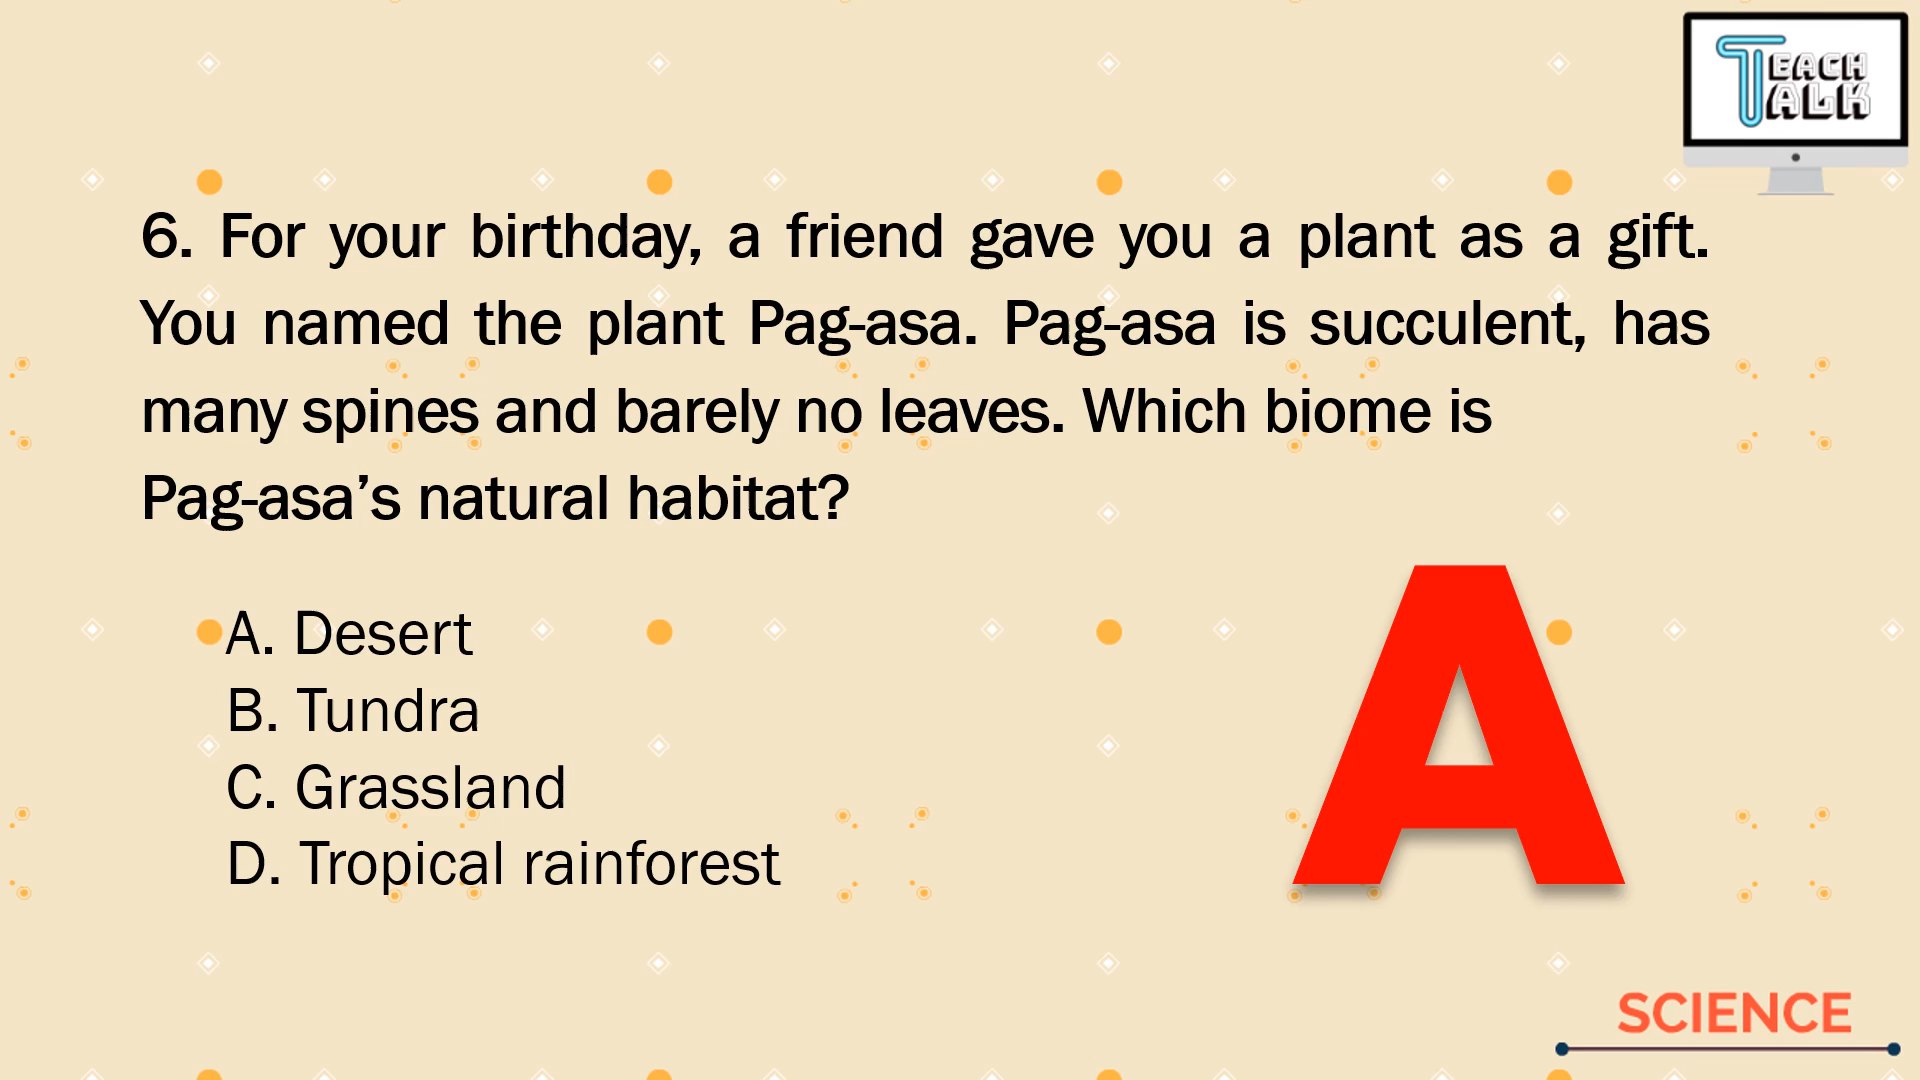 TEACH
TALK
6. For your birthday, a friend gave you a plant as a gift.
You named the plant Pag-asa. Pag-asa is succulent, has
many spines and barely no leaves. Which biome is
Pag-asa’s natural habitat?
A. Desert
B. Tundra
C. Grassland
D. Tropical rainforest
A
SCIENCE